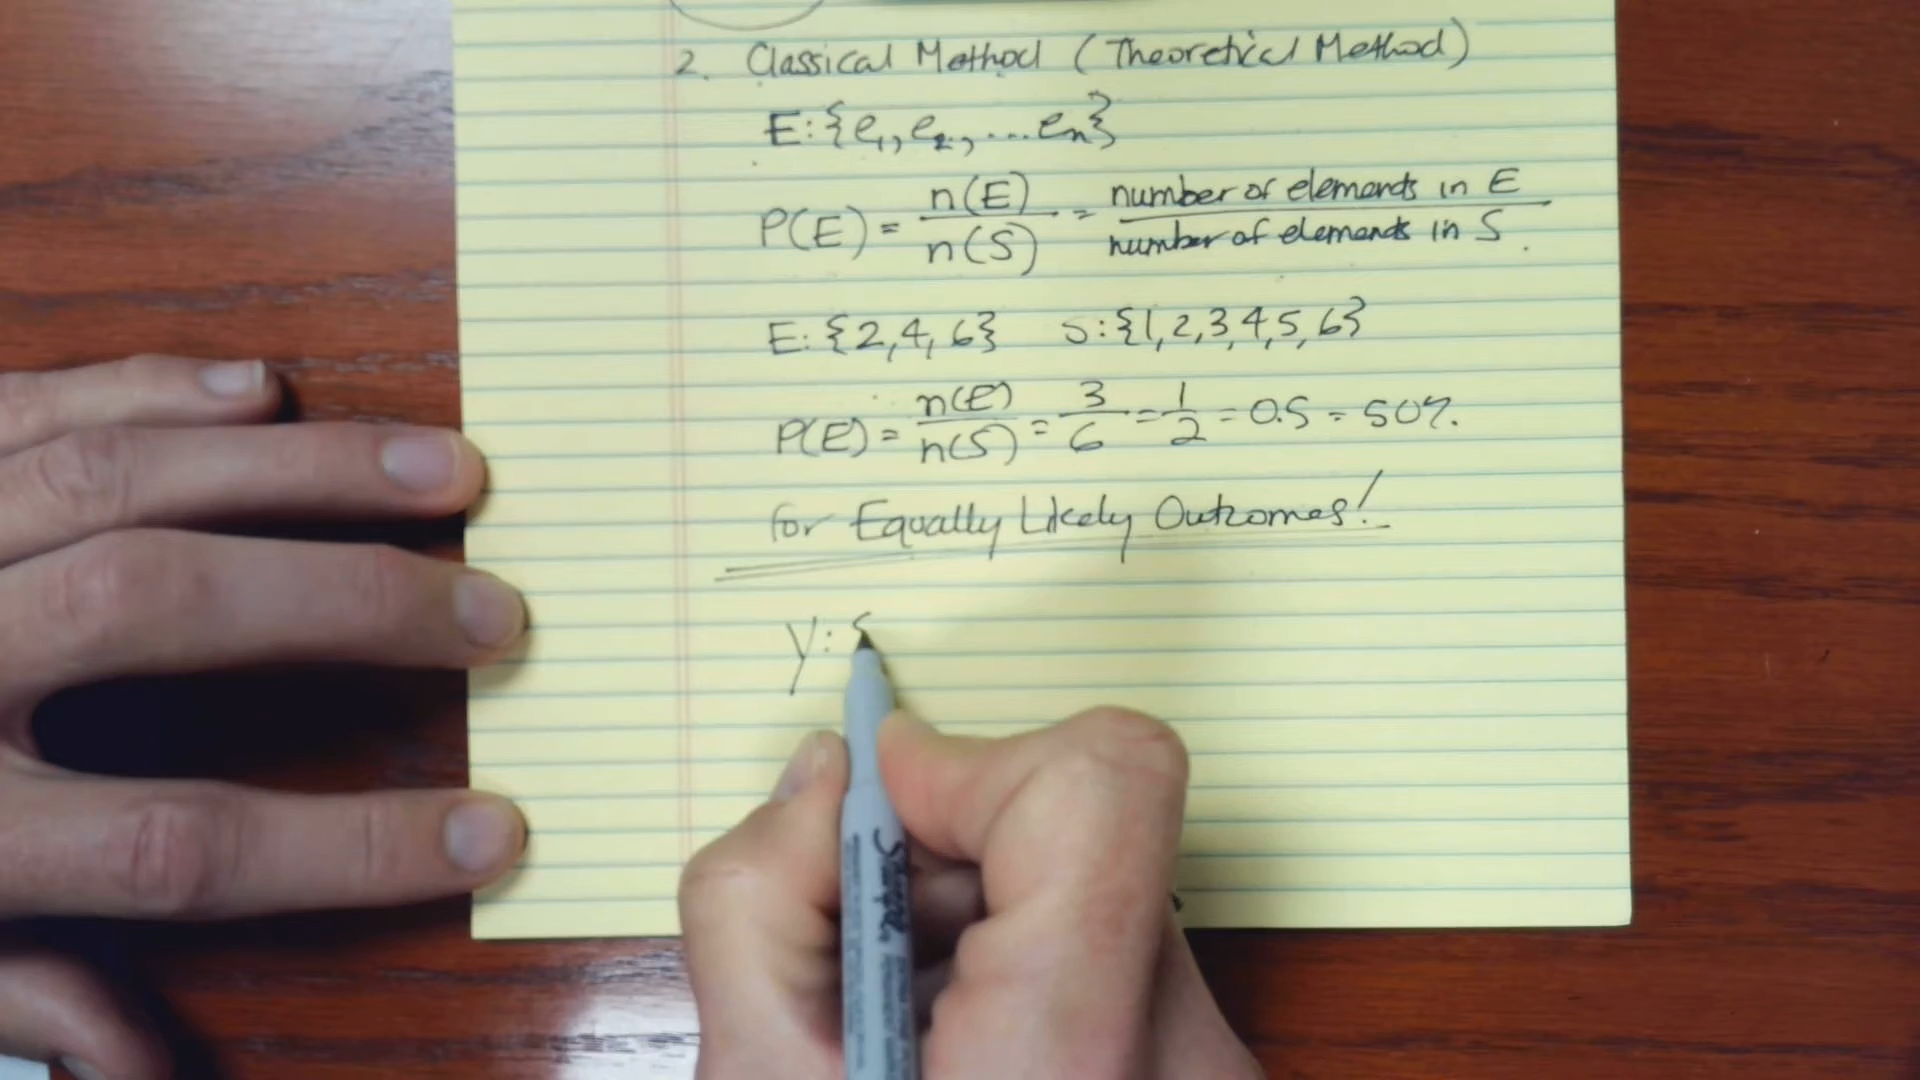 2. Classical Method (Theoretical Method)
E:{e₁, e₂, ... eₙ}
P(E) = n(E) / n(S) = number of elements in E / number of elements in S.
E: {2,4,6} S:{1,2,3,4,5,6}
P(E) = n(E) / n(S) = 3/6 = 1/2 = 0.5 = 50%.
for Equally Likely Outcomes!
Y:
Sharpie